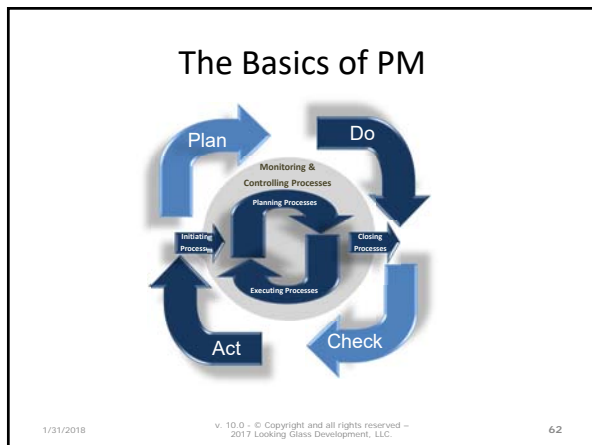 The Basics of PM
Plan
Do
Monitoring &
Controlling Processes
Planning Processes
Initiating
Processes
Closing
Processes
Executing Processes
Act
Check
1/31/2018
v. 10.0 - © Copyright and all rights reserved –
2017 Looking Glass Development, LLC.
62